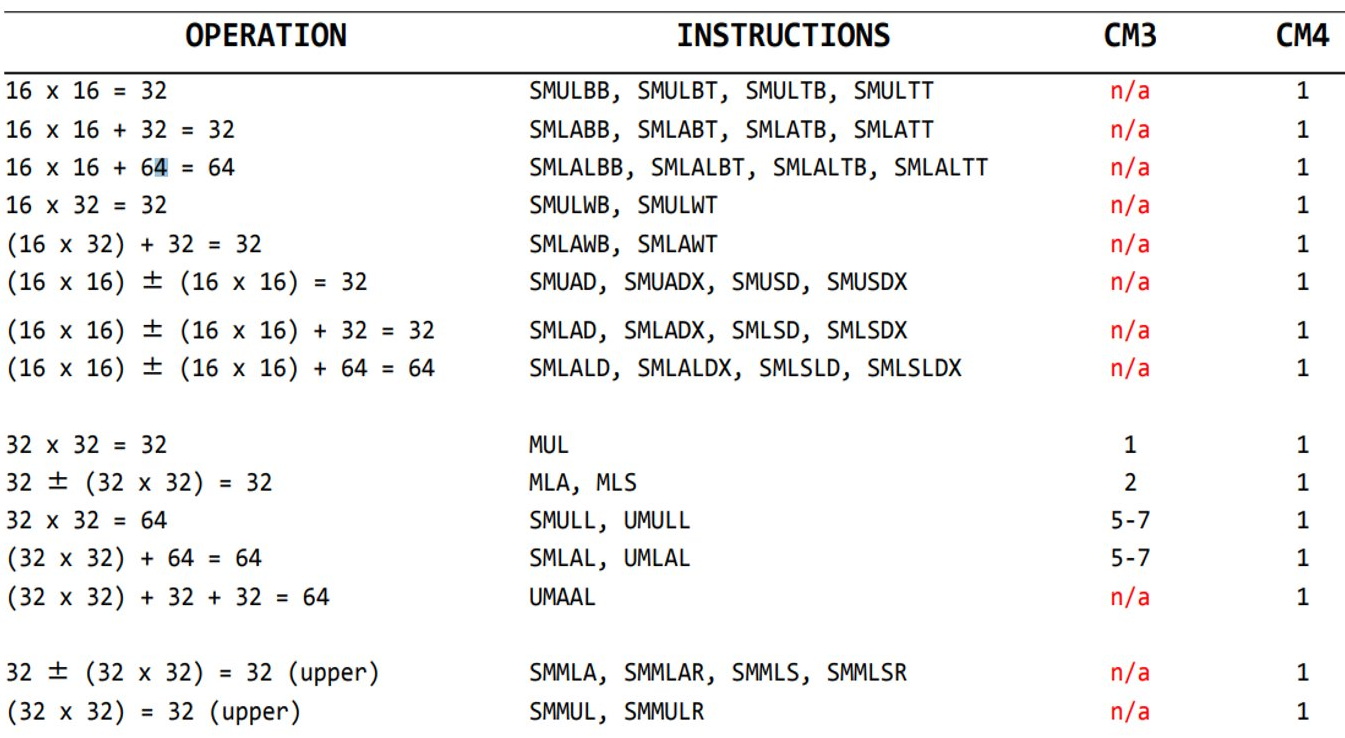 OPERATION INSTRUCTIONS CM3 CM4
16 x 16 = 32 SMULBB, SMULBT, SMULTB, SMULTT n/a 1
16 x 16 + 32 = 32 SMLABB, SMLABT, SMLATB, SMLATT n/a 1
16 x 16 + 64 = 64 SMLALBB, SMLALBT, SMLALTB, SMLALTT n/a 1
16 x 32 = 32 SMULWB, SMULWT n/a 1
(16 x 32) + 32 = 32 SMLAWB, SMLAWT n/a 1
(16 x 16) ± (16 x 16) = 32 SMUAD, SMUADX, SMUSD, SMUSDX n/a 1
(16 x 16) ± (16 x 16) + 32 = 32 SMLAD, SMLADX, SMLSD, SMLSDX n/a 1
(16 x 16) ± (16 x 16) + 64 = 64 SMLALD, SMLALDX, SMLSLD, SMLSLDX n/a 1
32 x 32 = 32 MUL 1 1
32 ± (32 x 32) = 32 MLA, MLS 2 1
32 x 32 = 64 SMULL, UMULL 5-7 1
(32 x 32) + 64 = 64 SMLAL, UMLAL 5-7 1
(32 x 32) + 32 + 32 = 64 UMAAL n/a 1
32 ± (32 x 32) = 32 (upper) SMMLA, SMMLAR, SMMLS, SMMLSR n/a 1
(32 x 32) = 32 (upper) SMMUL, SMMULR n/a 1